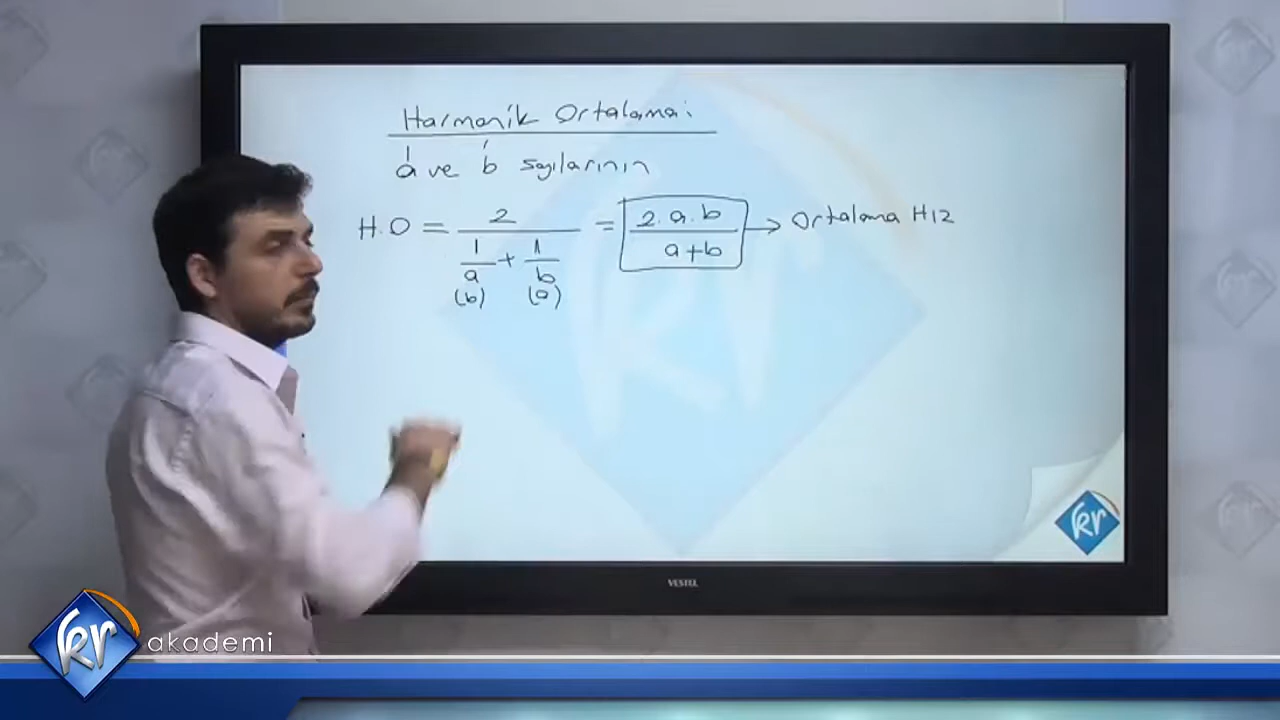 Harmonik Ortalama:
a ve b sayılarının
H.O = 2 / (1/a + 1/b) = 2.a.b / a+b → Ortalama Hız
(b) (a)
kr
VESTEL
kr akademi